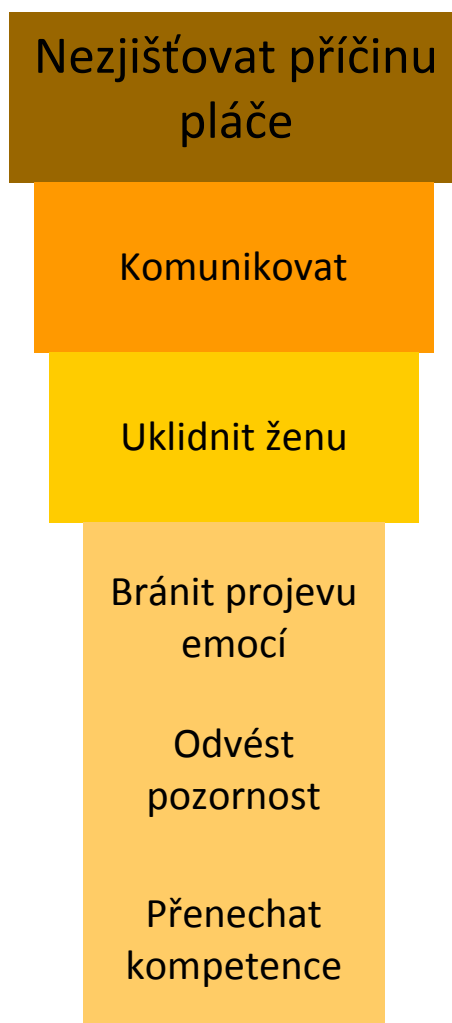 Nezjišťovat příčinu
pláče
Komunikovat
Uklidnit ženu
Bránit projevu
emocí
Odvést
pozornost
Přenechat
kompetence